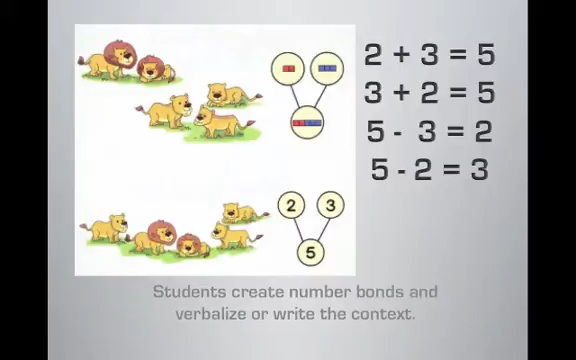 2 + 3 = 5
3 + 2 = 5
5 - 3 = 2
5 - 2 = 3
2 3
5
Students create number bonds and
verbalize or write the context.